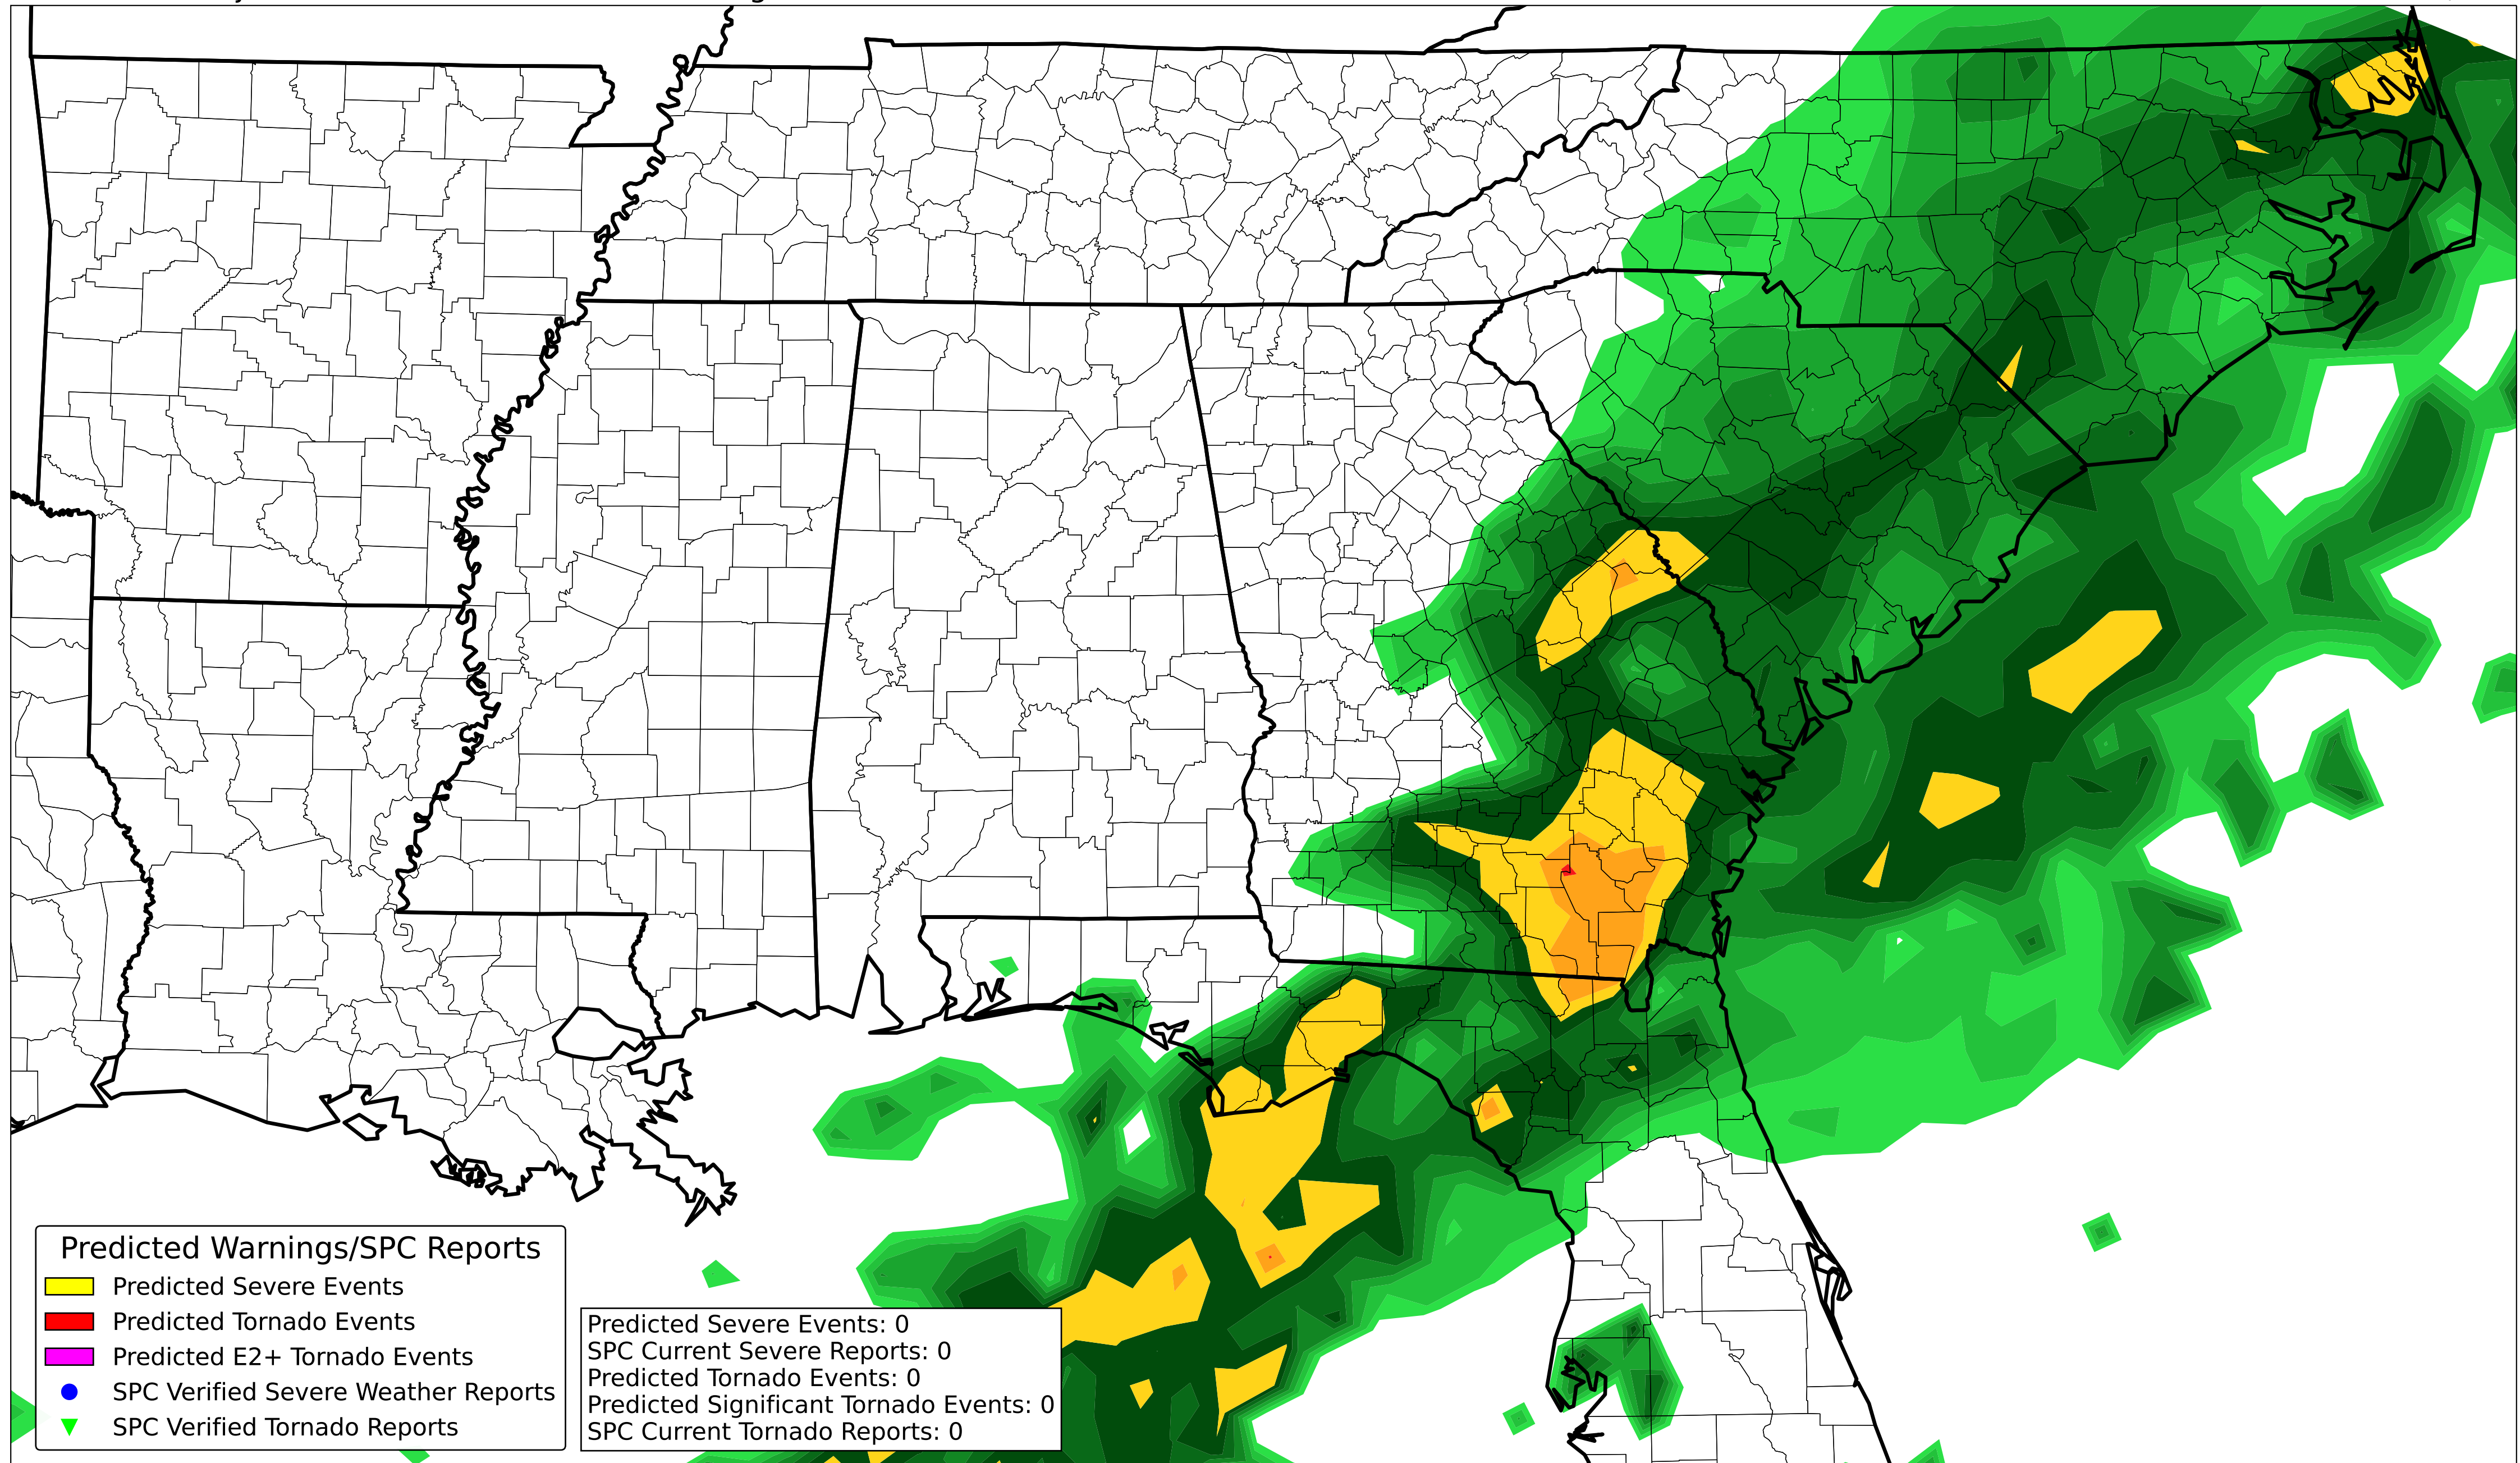 Predicted Warnings/SPC Reports
Predicted Severe Events
Predicted Tornado Events
Predicted E2+ Tornado Events
SPC Verified Severe Weather Reports
SPC Verified Tornado Reports
Predicted Severe Events: 0
SPC Current Severe Reports: 0
Predicted Tornado Events: 0
Predicted Significant Tornado Events: 0
SPC Current Tornado Reports: 0